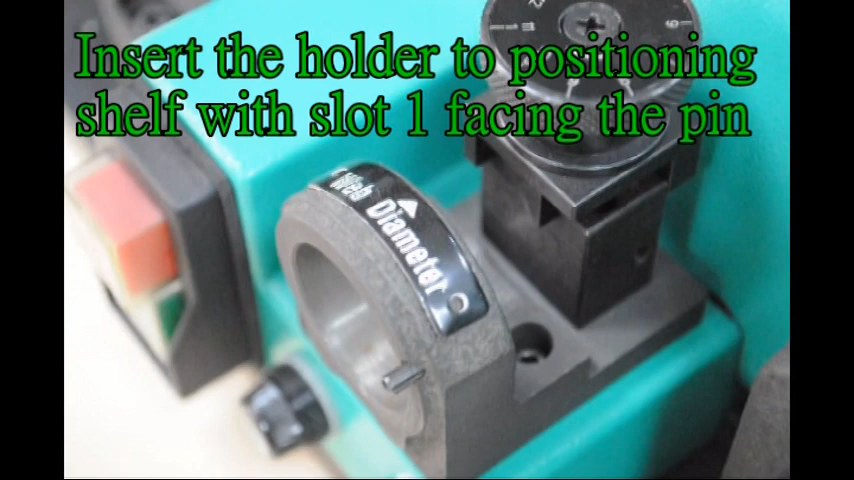 Insert the holder to positioning
shelf with slot 1 facing the pin
Diameter